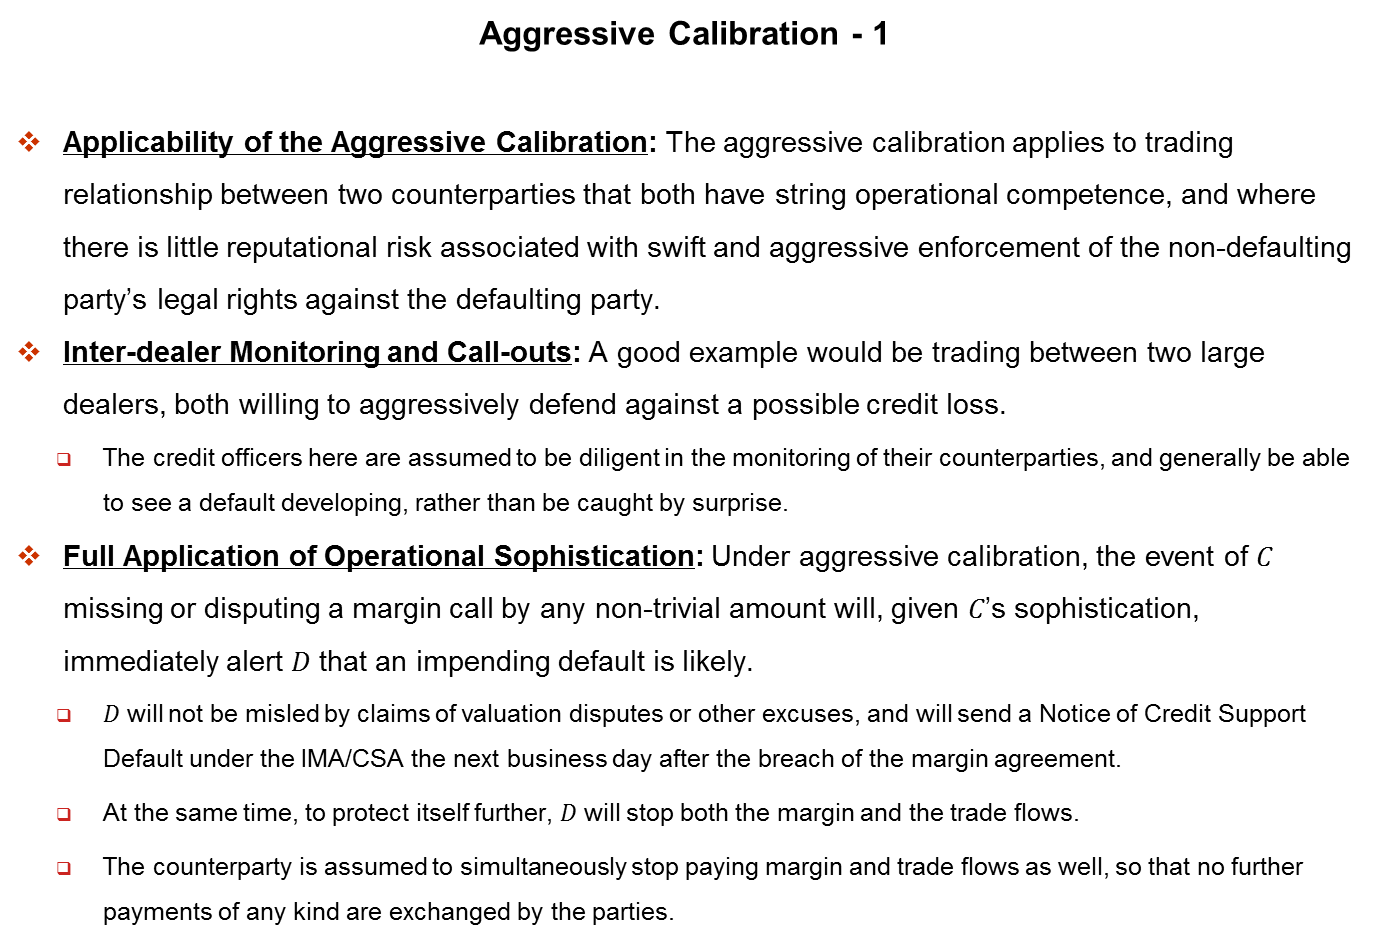 Aggressive Calibration - 1
Applicability of the Aggressive Calibration: The aggressive calibration applies to trading
relationship between two counterparties that both have string operational competence, and where
there is little reputational risk associated with swift and aggressive enforcement of the non-defaulting
party’s legal rights against the defaulting party.
Inter-dealer Monitoring and Call-outs: A good example would be trading between two large
dealers, both willing to aggressively defend against a possible credit loss.
The credit officers here are assumed to be diligent in the monitoring of their counterparties, and generally be able
to see a default developing, rather than be caught by surprise.
Full Application of Operational Sophistication: Under aggressive calibration, the event of C
missing or disputing a margin call by any non-trivial amount will, given C’s sophistication,
immediately alert D that an impending default is likely.
D will not be misled by claims of valuation disputes or other excuses, and will send a Notice of Credit Support
Default under the IMA/CSA the next business day after the breach of the margin agreement.
At the same time, to protect itself further, D will stop both the margin and the trade flows.
The counterparty is assumed to simultaneously stop paying margin and trade flows as well, so that no further
payments of any kind are exchanged by the parties.